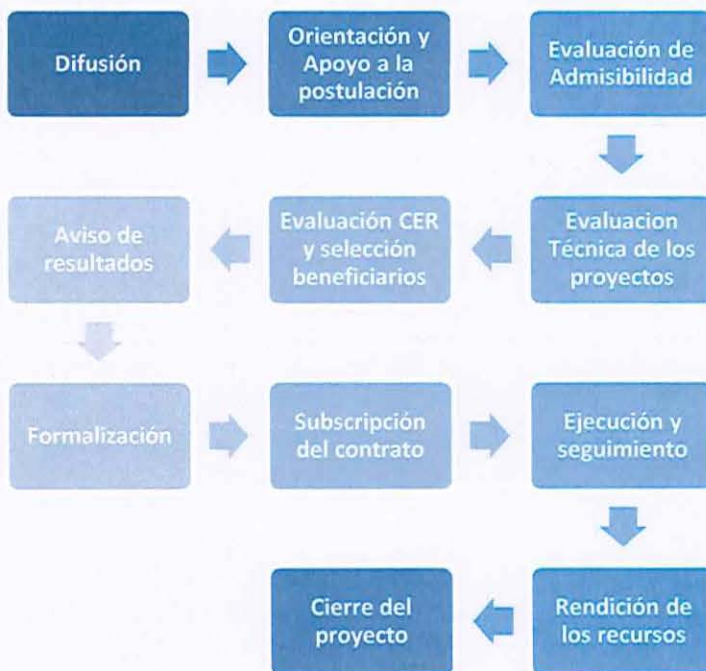 Difusión
Orientación y
Apoyo a la
postulación
Evaluación de
Admisibilidad
Evaluacion
Técnica de los
proyectos
Evaluación CER
y selección
beneficiarios
Aviso de
resultados
Formalización
Subscripción
del contrato
Ejecución y
seguimiento
Rendición de
los recursos
Cierre del
proyecto